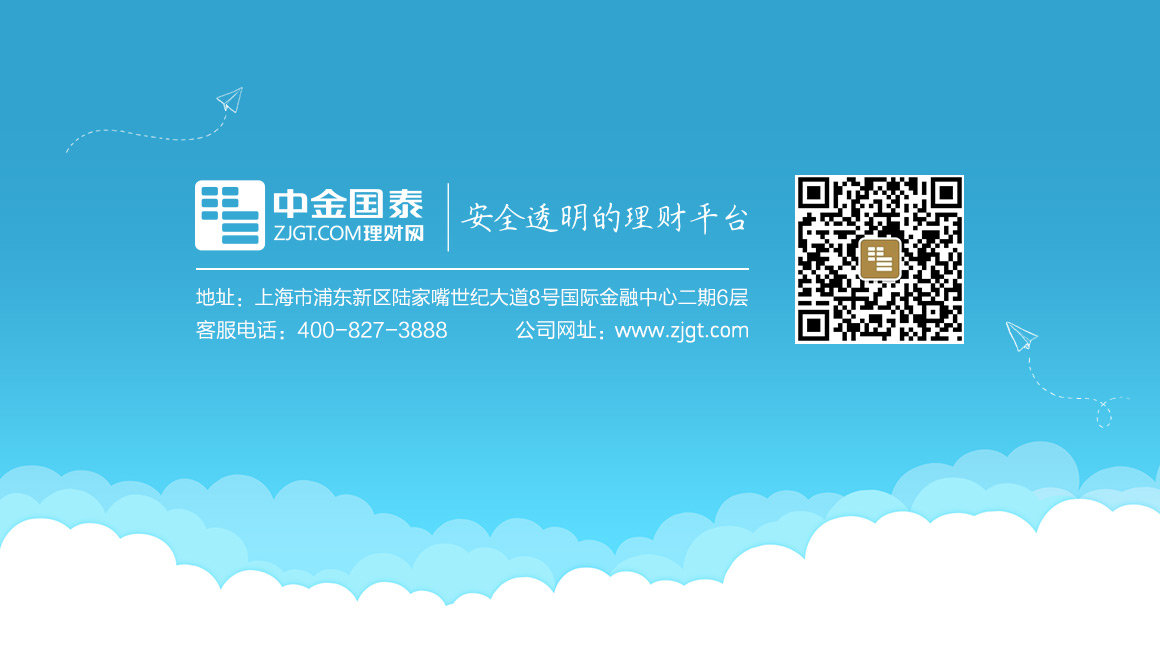 中金国泰
ZJGT.COM理财网
安全透明的理财平台
地址：上海市浦东新区陆家嘴世纪大道8号国际金融中心二期6层
客服电话：400-827-3888 公司网址：www.zjgt.com